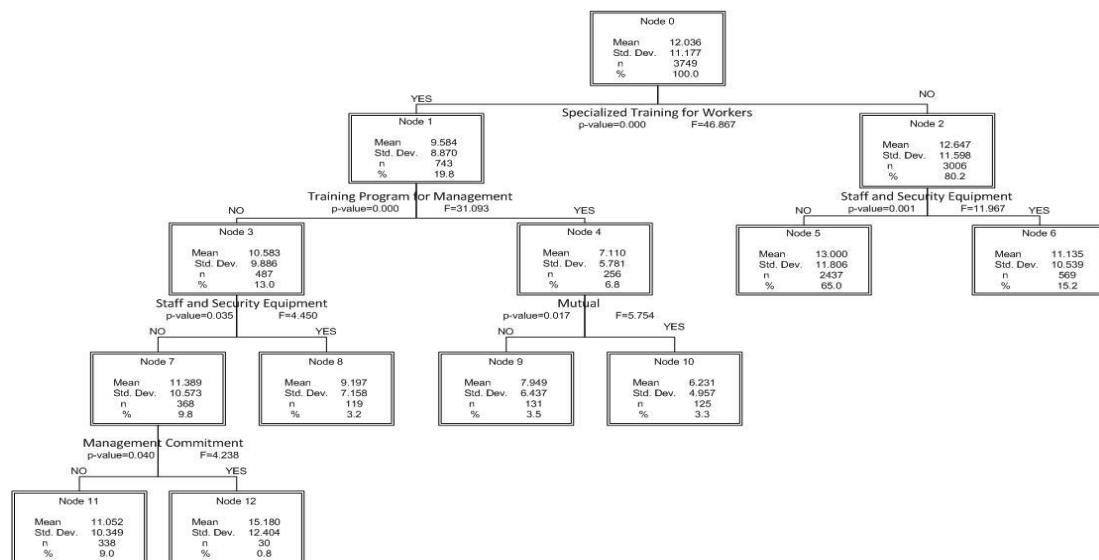 Node 0
Mean 12.036
Std. Dev. 11.177
n 3749
% 100.0
YES
NO
Specialized Training for Workers
p-value=0.000 F=46.867
Node 1
Mean 9.584
Std. Dev. 8.870
n 743
% 19.8
Node 2
Mean 12.647
Std. Dev. 11.598
n 3006
% 80.2
Training Program for Management
NO p-value=0.000 F=31.093 YES
Staff and Security Equipment
NO p-value=0.001 F=11.967 YES
Node 3
Mean 10.583
Std. Dev. 9.886
n 487
% 13.0
Node 4
Mean 7.110
Std. Dev. 5.781
n 256
% 6.8
Node 5
Mean 13.000
Std. Dev. 11.806
n 2437
% 65.0
Node 6
Mean 11.135
Std. Dev. 10.539
n 569
% 15.2
Staff and Security Equipment
p-value=0.035 F=4.450
NO YES
Mutual
p-value=0.017 F=5.754
NO YES
Node 7
Mean 11.389
Std. Dev. 10.573
n 368
% 9.8
Node 8
Mean 9.197
Std. Dev. 7.158
n 119
% 3.2
Node 9
Mean 7.949
Std. Dev. 6.437
n 131
% 3.5
Node 10
Mean 6.231
Std. Dev. 4.957
n 125
% 3.3
Management Commitment
p-value=0.040 F=4.238
NO YES
Node 11
Mean 11.052
Std. Dev. 10.349
n 338
% 9.0
Node 12
Mean 15.180
Std. Dev. 12.404
n 30
% 0.8